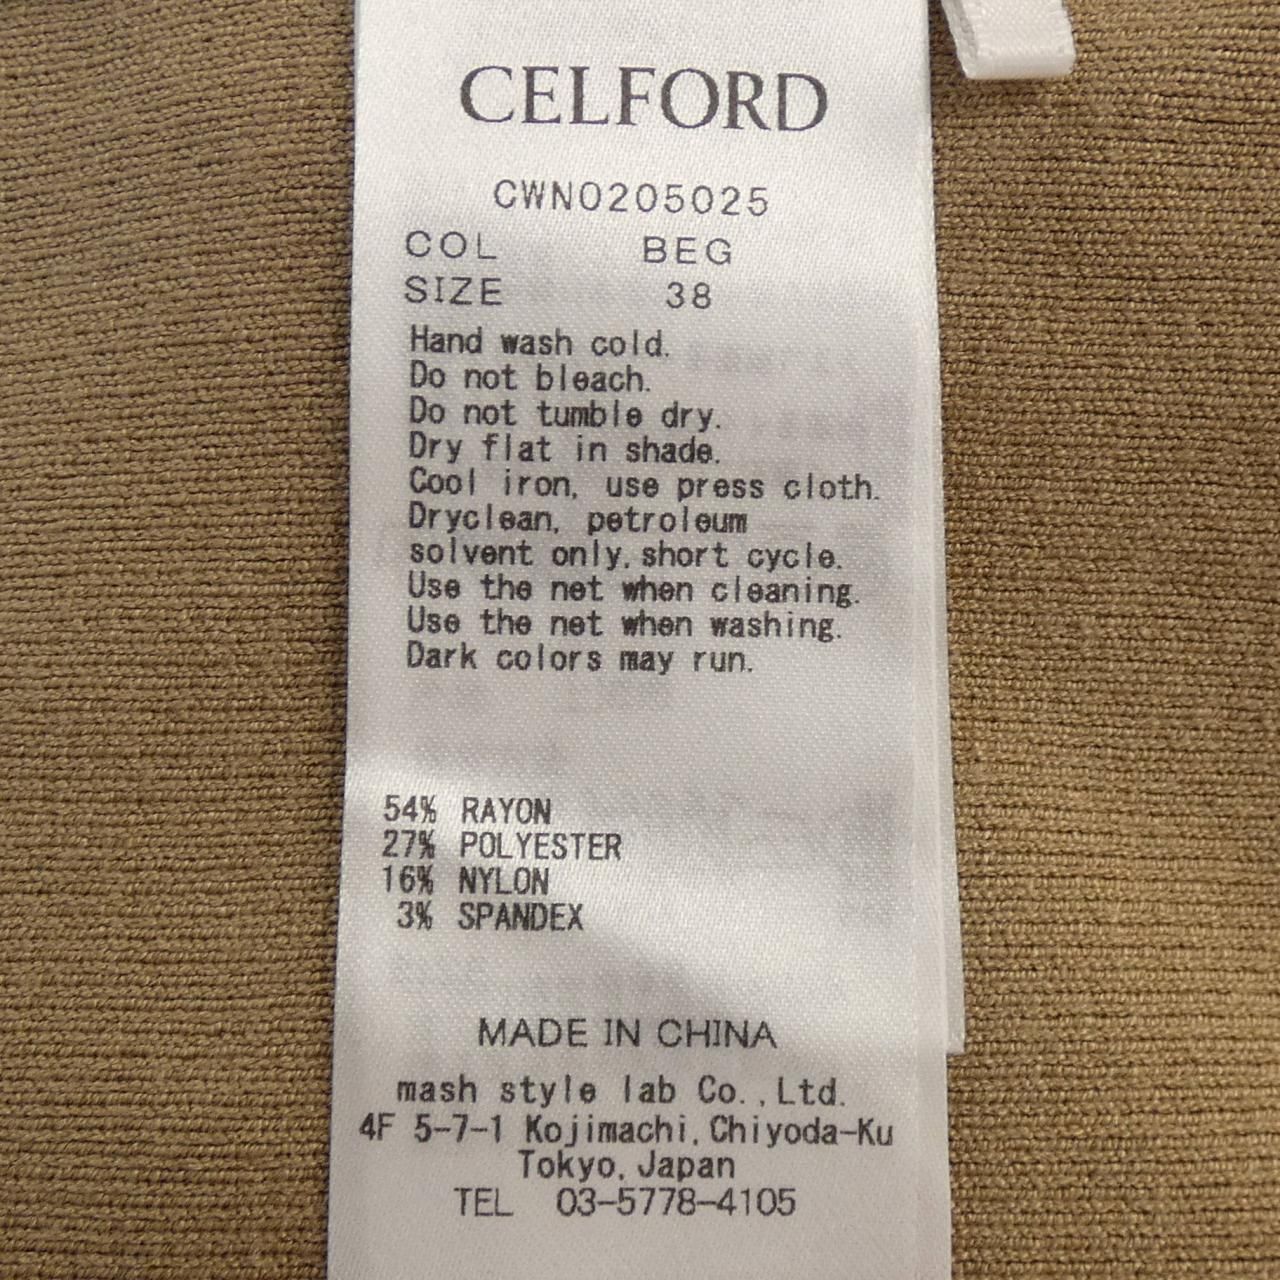 CELFORD
CWNO205025
COL BEG
SIZE 38
Hand wash cold.
Do not bleach.
Do not tumble dry.
Dry flat in shade.
Cool iron, use press cloth.
Dryclean, petroleum
solvent only, short cycle.
Use the net when cleaning.
Use the net when washing.
Dark colors may run.
54% RAYON
27% POLYESTER
16% NYLON
3% SPANDEX
MADE IN CHINA
mash style lab Co.,Ltd.
4F 5-7-1 Kojimachi,Chiyoda-Ku
Tokyo,Japan
TEL 03-5778-4105